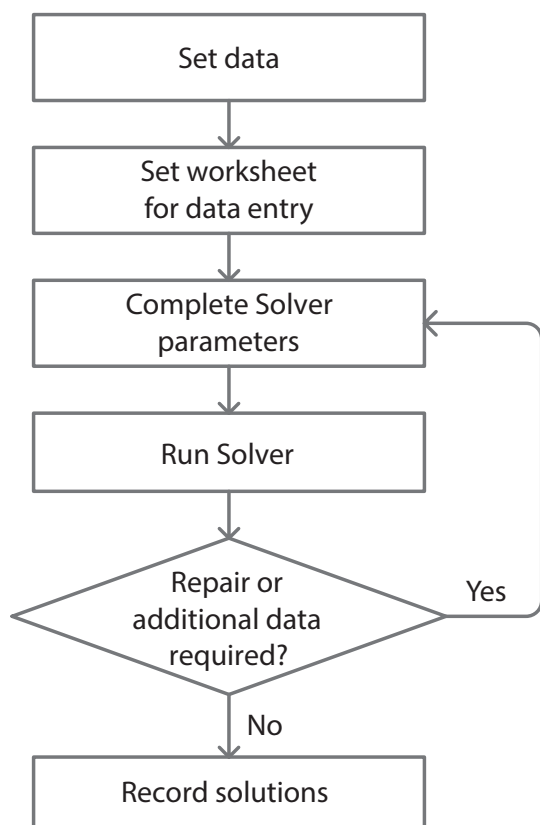 Set data
Set worksheet
for data entry
Complete Solver
parameters
Run Solver
Repair or
additional data
required?
Yes
No
Record solutions